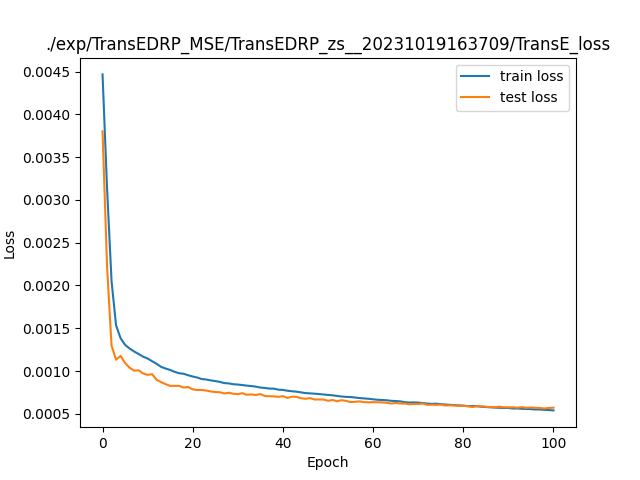 ./exp/TransEDRP_MSE/TransEDRP_zs__20231019163709/TransE_loss
train loss
test loss
0.0045
0.0040
0.0035
0.0030
0.0025
0.0020
0.0015
0.0010
0.0005
Loss
0 20 40 60 80 100
Epoch